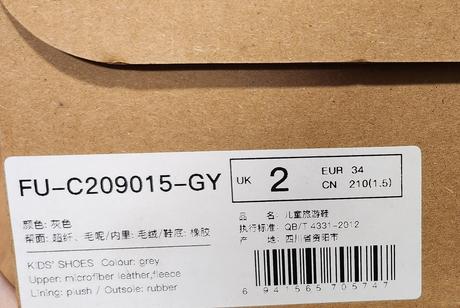 FU-C209015-GY
UK 2 EUR 34
CN 210(1.5)
颜色: 灰色
帮面: 超纤、毛呢/内里: 毛绒/鞋底: 橡胶
KIDS' SHOES Colour: grey
Upper: microfiber leather,fleece
Lining: plush / Outsole: rubber
品 名: 儿童旅游鞋
执行标准: QB/T 4331-2012
产 地: 四川省资阳市
6 941565 705747